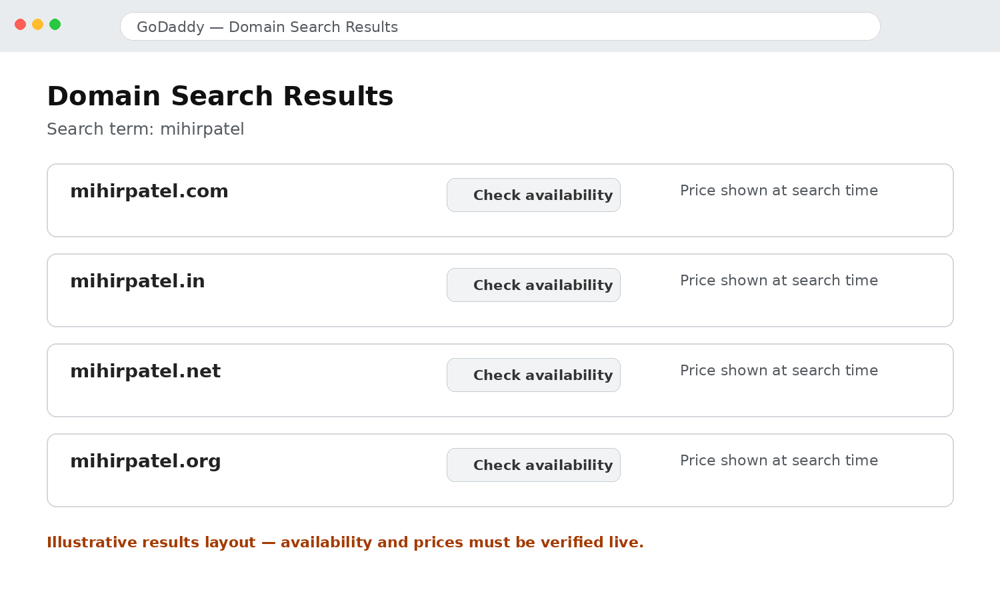 GoDaddy — Domain Search Results
Domain Search Results
Search term: mihirpatel
mihirpatel.com Check availability Price shown at search time
mihirpatel.in Check availability Price shown at search time
mihirpatel.net Check availability Price shown at search time
mihirpatel.org Check availability Price shown at search time
Illustrative results layout — availability and prices must be verified live.